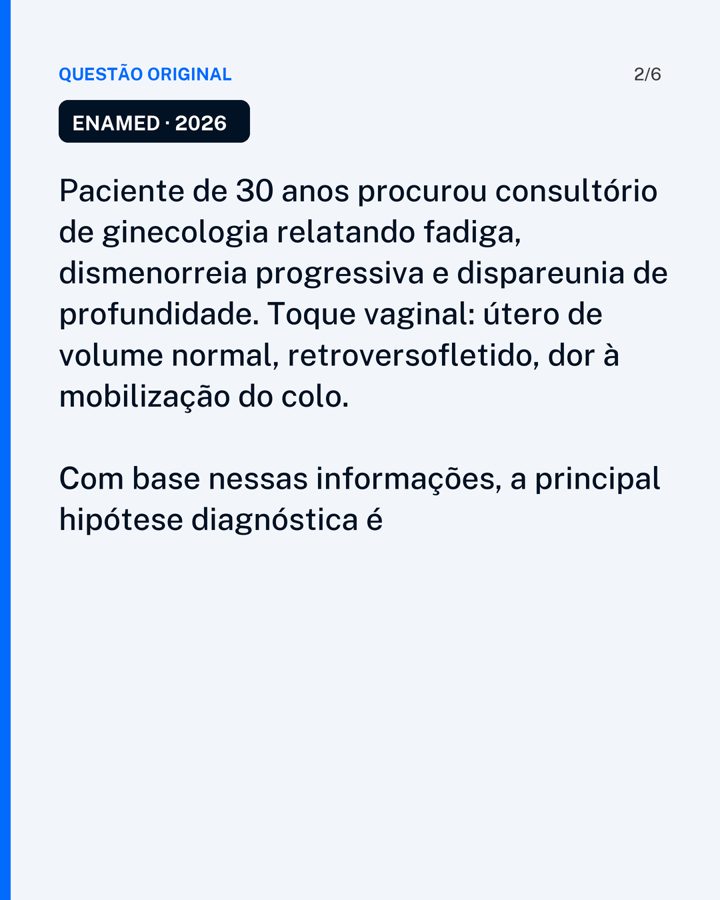 QUESTÃO ORIGINAL
2/6
ENAMED · 2026
Paciente de 30 anos procurou consultório
de ginecologia relatando fadiga,
dismenorreia progressiva e dispareunia de
profundidade. Toque vaginal: útero de
volume normal, retroversofletido, dor à
mobilização do colo.
Com base nessas informações, a principal
hipótese diagnóstica é